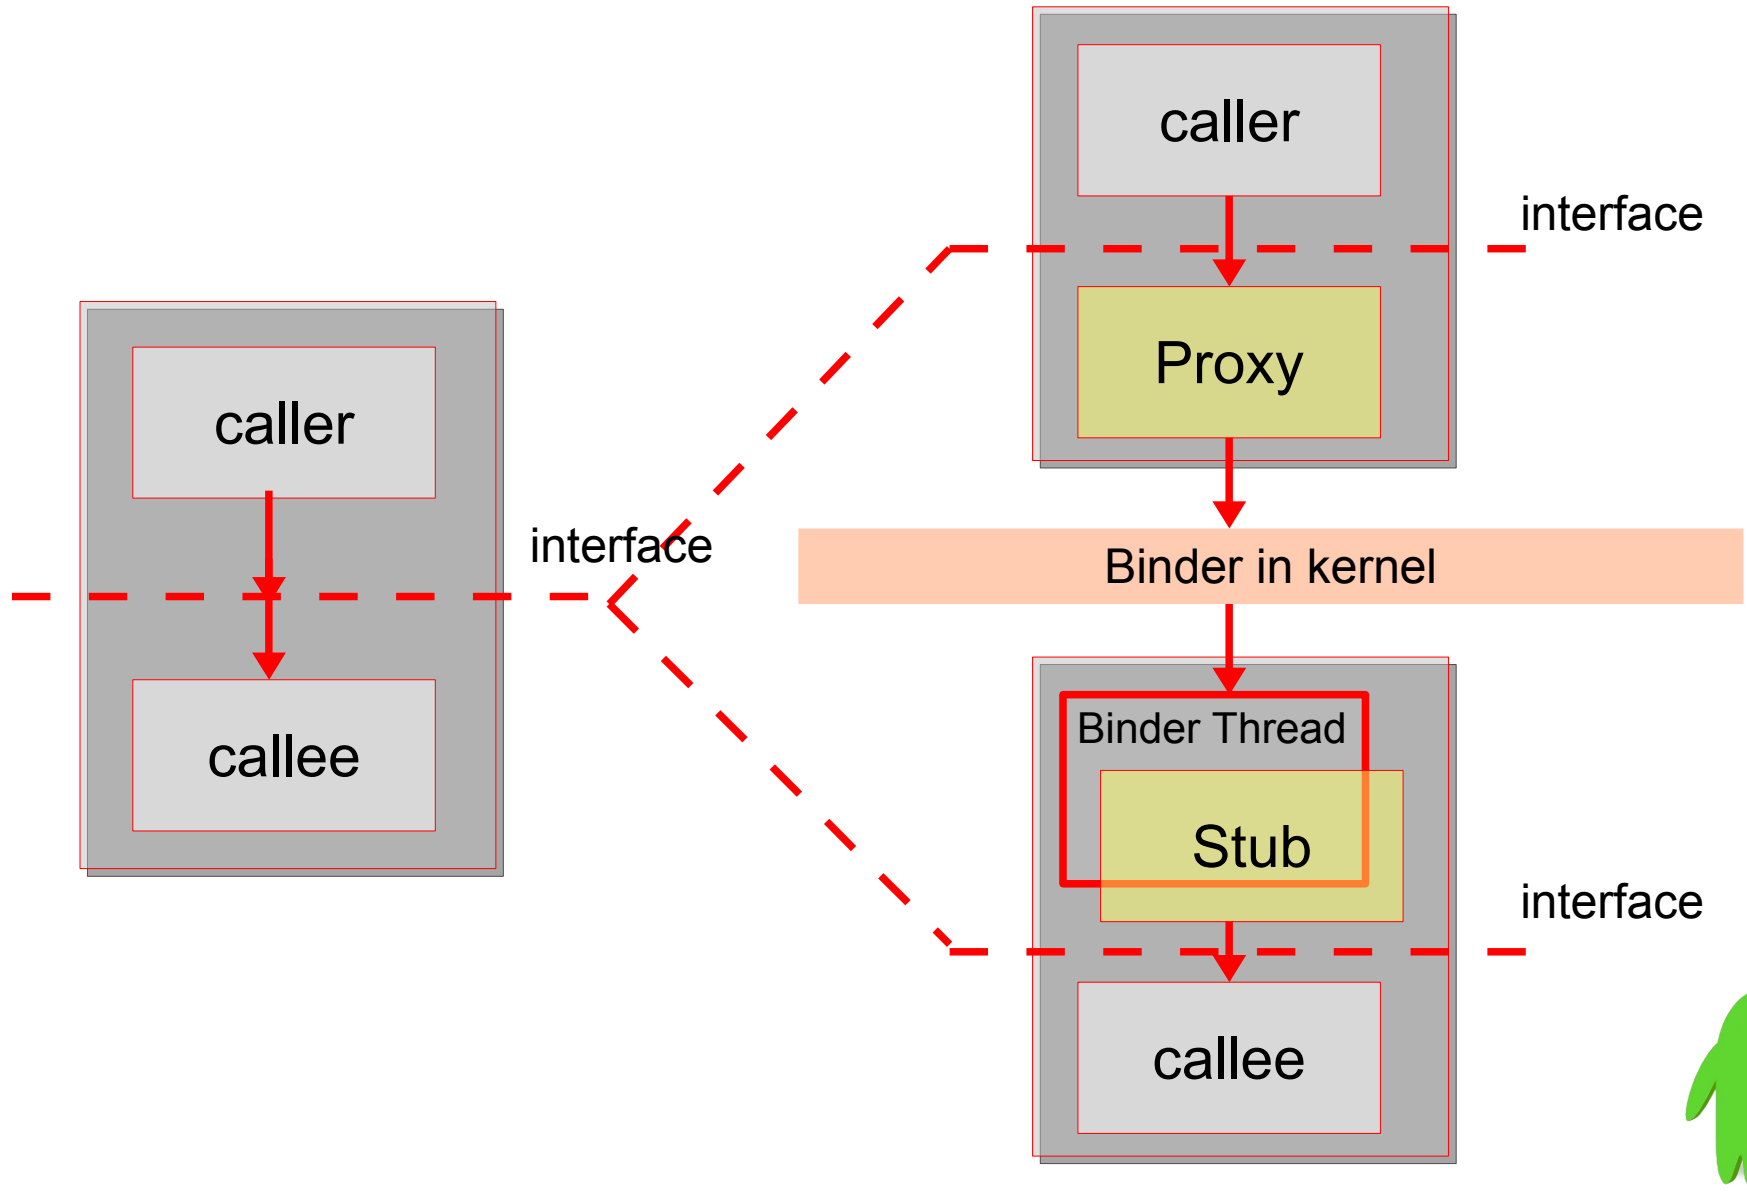 caller
interface
callee
caller
interface
Proxy
Binder in kernel
Binder Thread
Stub
interface
callee